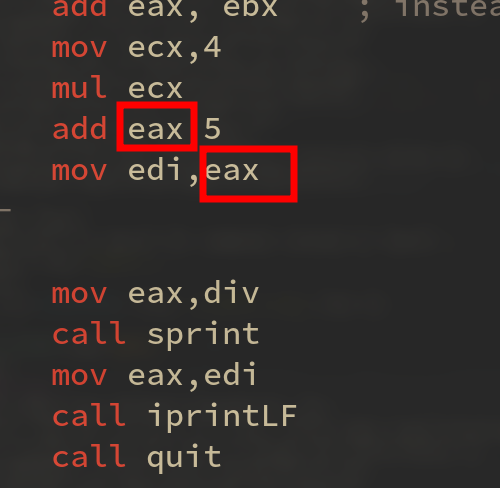 add eax, ebx ; instea
mov ecx,4
mul ecx
add eax 5
mov edi,eax
mov eax,div
call sprint
mov eax,edi
call iprintLF
call quit